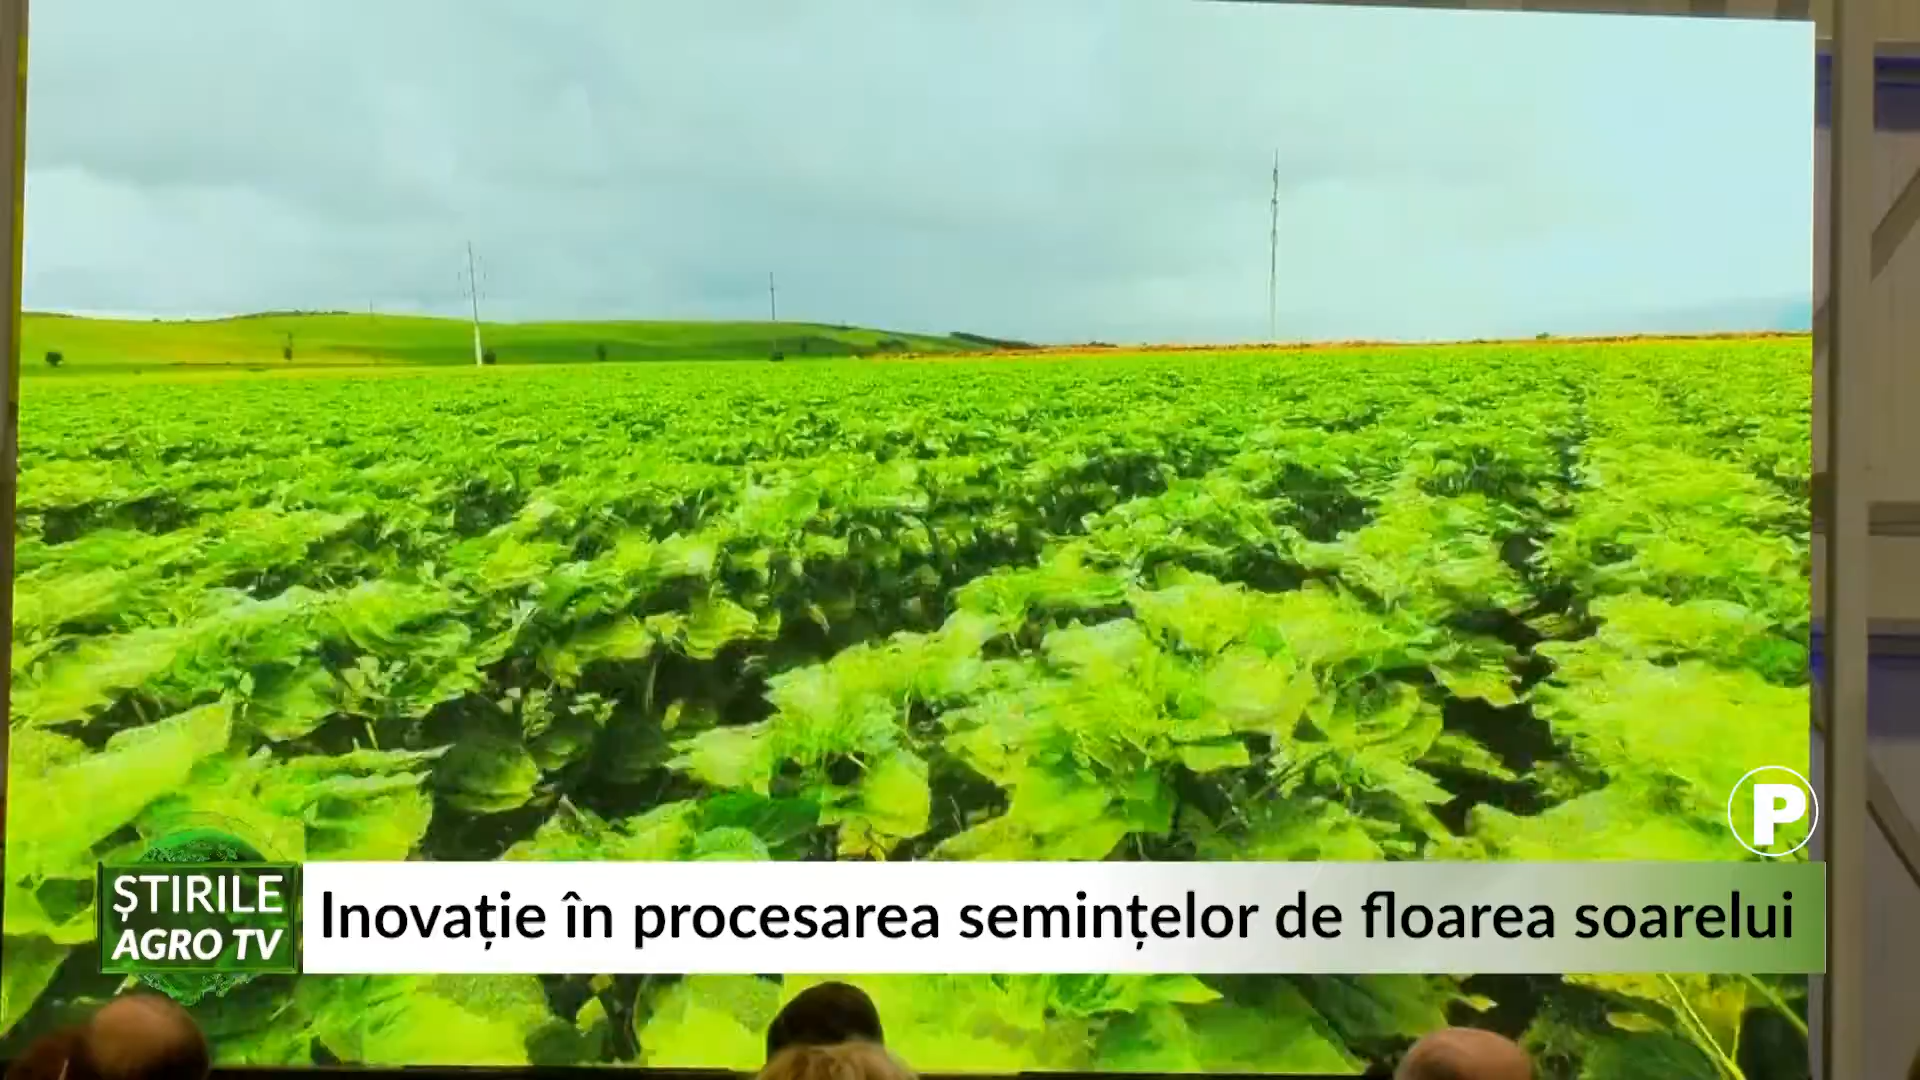 P
ȘTIRILE
AGRO TV
Inovație în procesarea semințelor de floarea soarelui